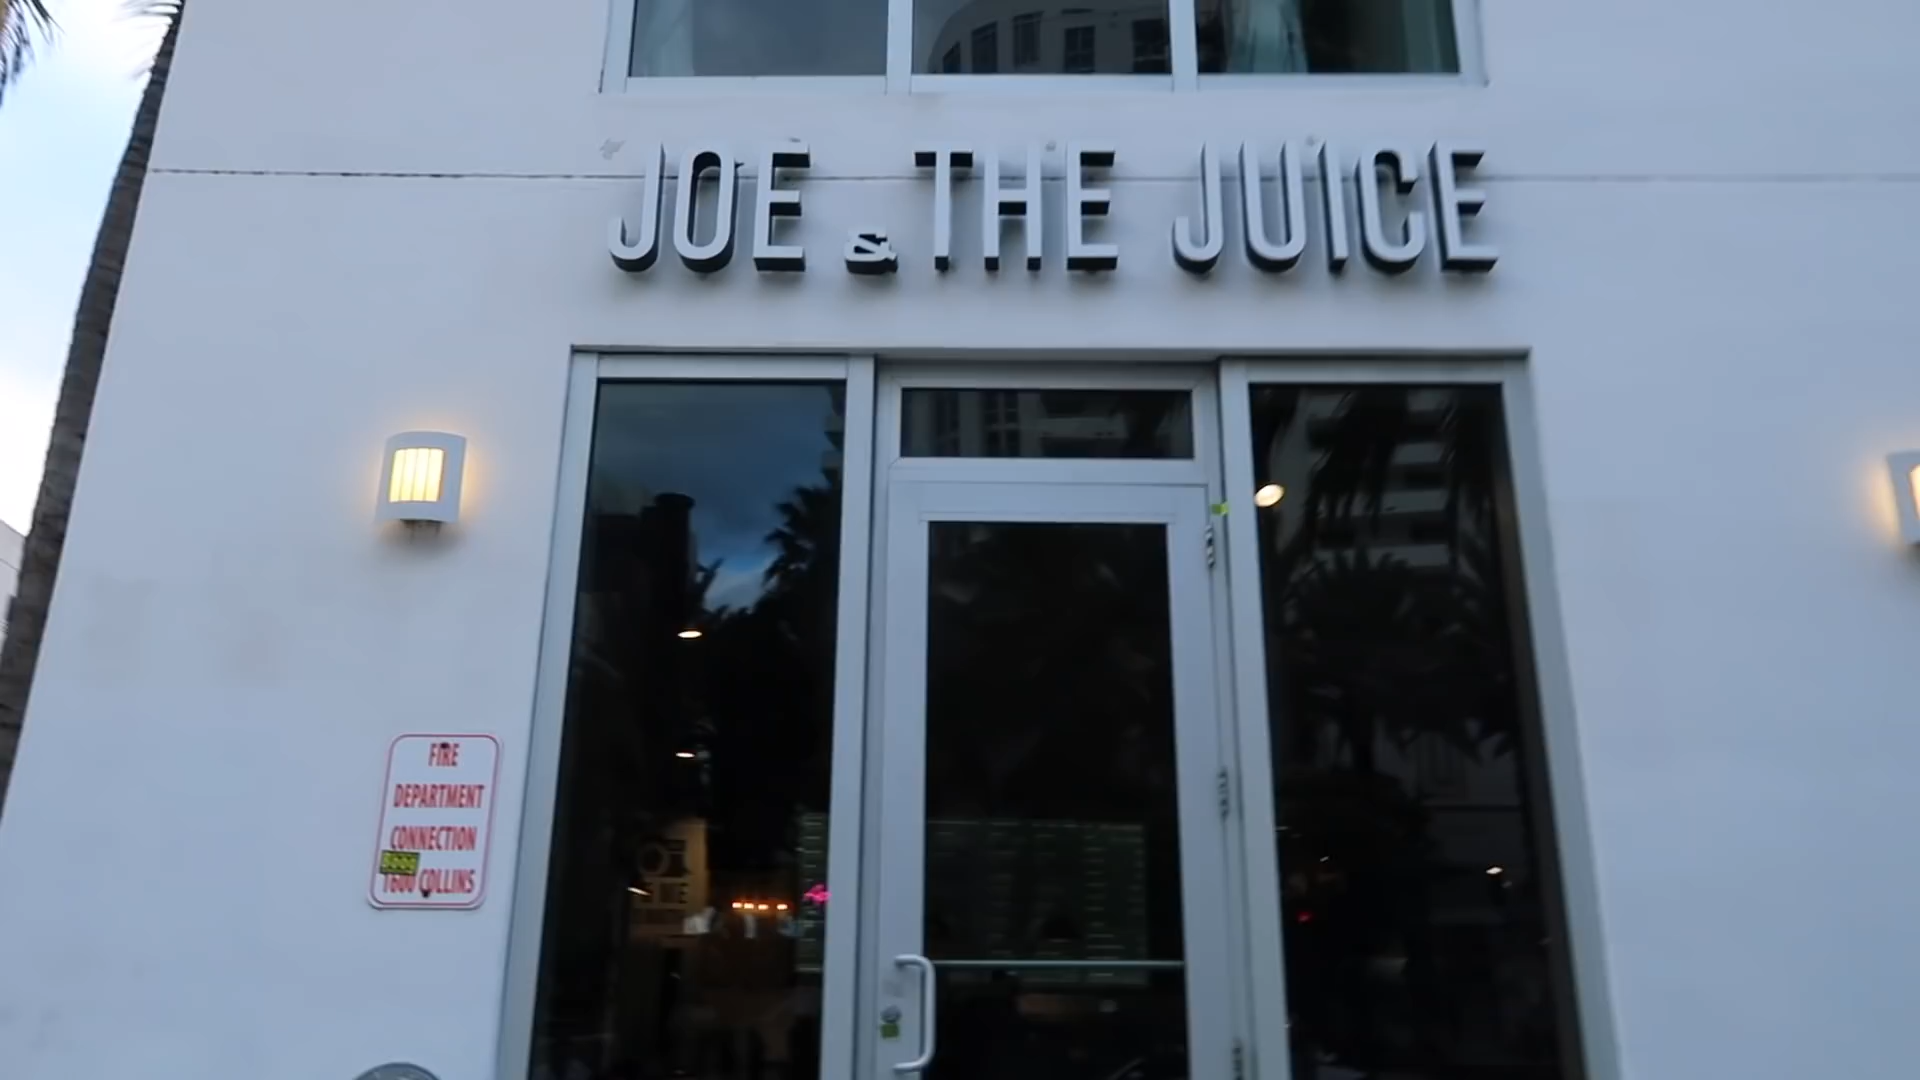 JOE & THE JUICE
FIRE
DEPARTMENT
CONNECTION
1600 COLLINS